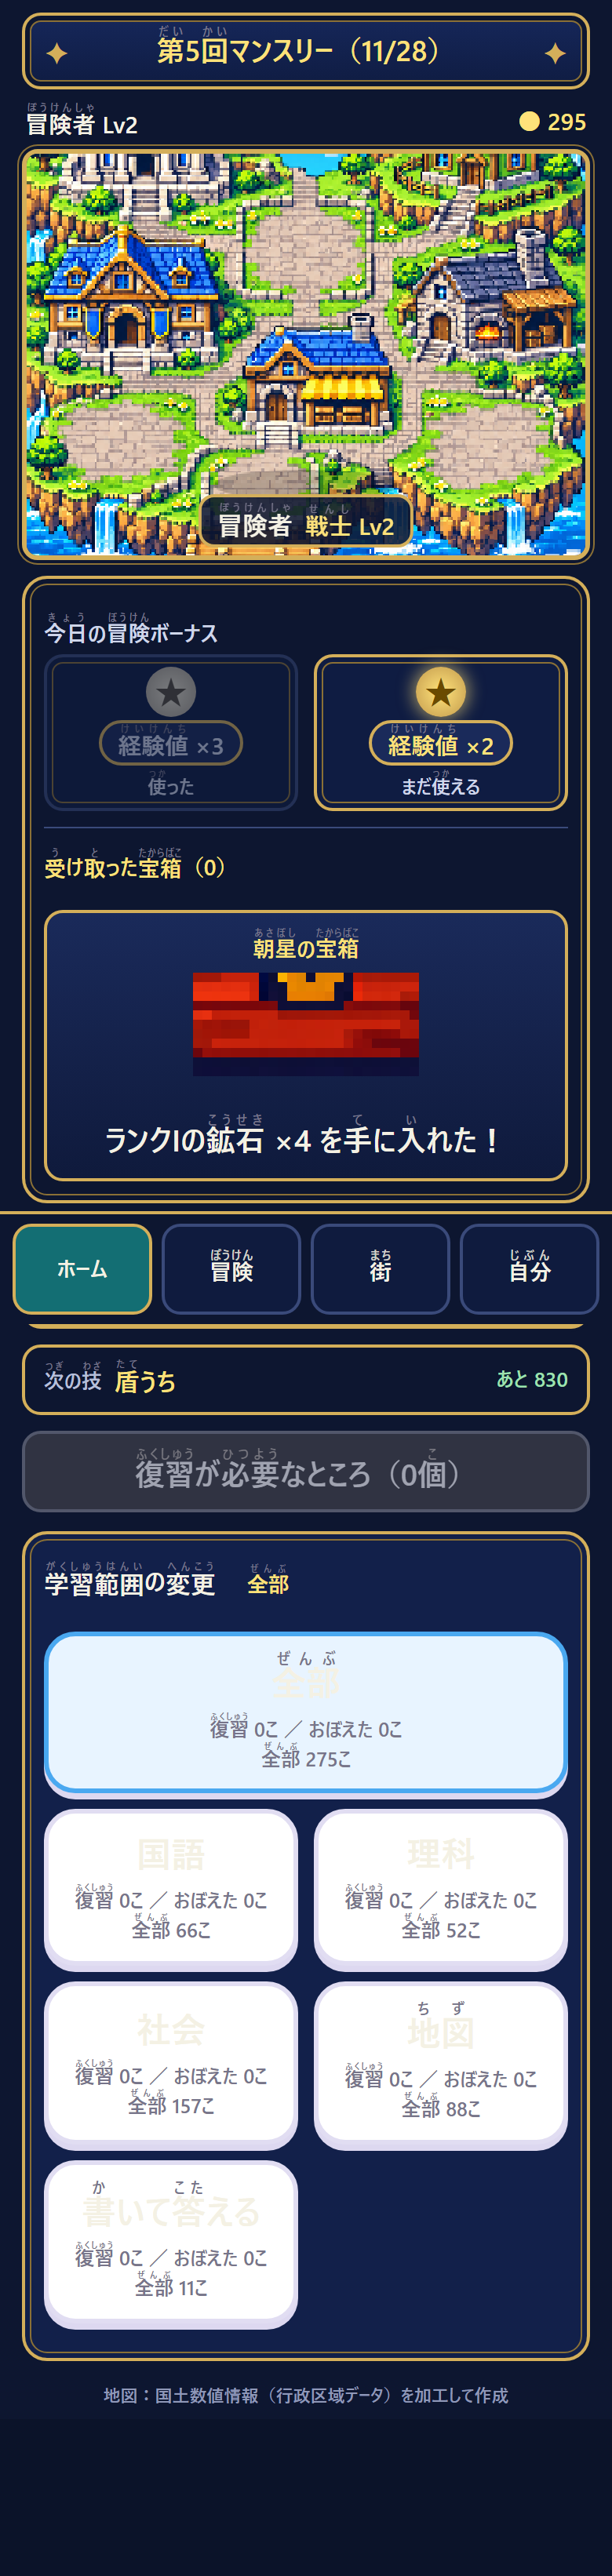 第5回マンスリー（11/28）
冒険者 Lv2
295
冒険者 戦士 Lv2
今日の冒険ボーナス
経験値 ×3
使った
経験値 ×2
まだ使える
受け取った宝箱（0）
朝星の宝箱
ランクIの鉱石 ×4 を手に入れた！
ホーム
冒険
街
自分
次の技 盾うち
あと 830
復習が必要なところ（0個）
学習範囲の変更 全部
全部
復習 0こ ／ おぼえた 0こ
全部 275こ
国語
復習 0こ ／ おぼえた 0こ
全部 66こ
理科
復習 0こ ／ おぼえた 0こ
全部 52こ
社会
復習 0こ ／ おぼえた 0こ
全部 157こ
地図
復習 0こ ／ おぼえた 0こ
全部 88こ
書いて答える
復習 0こ ／ おぼえた 0こ
全部 11こ
地図：国土数値情報（行政区域データ）を加工して作成